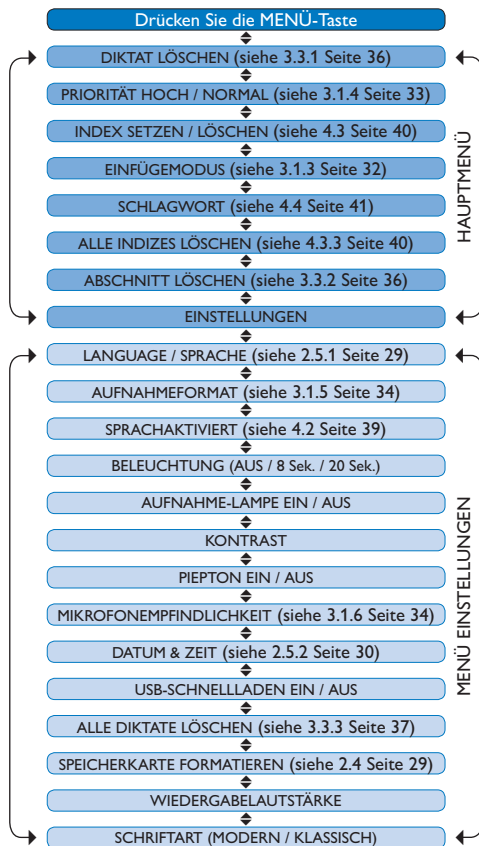 Drücken Sie die MENÜ-Taste
DIKTAT LÖSCHEN (siehe 3.3.1 Seite 36)
PRIORITÄT HOCH / NORMAL (siehe 3.1.4 Seite 33)
INDEX SETZEN / LÖSCHEN (siehe 4.3 Seite 40)
EINFÜGEMODUS (siehe 3.1.3 Seite 32)
SCHLAGWORT (siehe 4.4 Seite 41)
ALLE INDIZES LÖSCHEN (siehe 4.3.3 Seite 40)
ABSCHNITT LÖSCHEN (siehe 3.3.2 Seite 36)
EINSTELLUNGEN
HAUPTMENÜ
LANGUAGE / SPRACHE (siehe 2.5.1 Seite 29)
AUFNAHMEFORMAT (siehe 3.1.5 Seite 34)
SPRACHAKTIVIERT (siehe 4.2 Seite 39)
BELEUCHTUNG (AUS / 8 Sek. / 20 Sek.)
AUFNAHME-LAMPE EIN / AUS
KONTRAST
PIEPTON EIN / AUS
MIKROFONEMPFINDLICHKEIT (siehe 3.1.6 Seite 34)
DATUM & ZEIT (siehe 2.5.2 Seite 30)
USB-SCHNELLLADEN EIN / AUS
ALLE DIKTATE LÖSCHEN (siehe 3.3.3 Seite 37)
SPEICHERKARTE FORMATIEREN (siehe 2.4 Seite 29)
WIEDERGABELAUTSTÄRKE
SCHRIFTART (MODERN / KLASSISCH)
MENÜ EINSTELLUNGEN